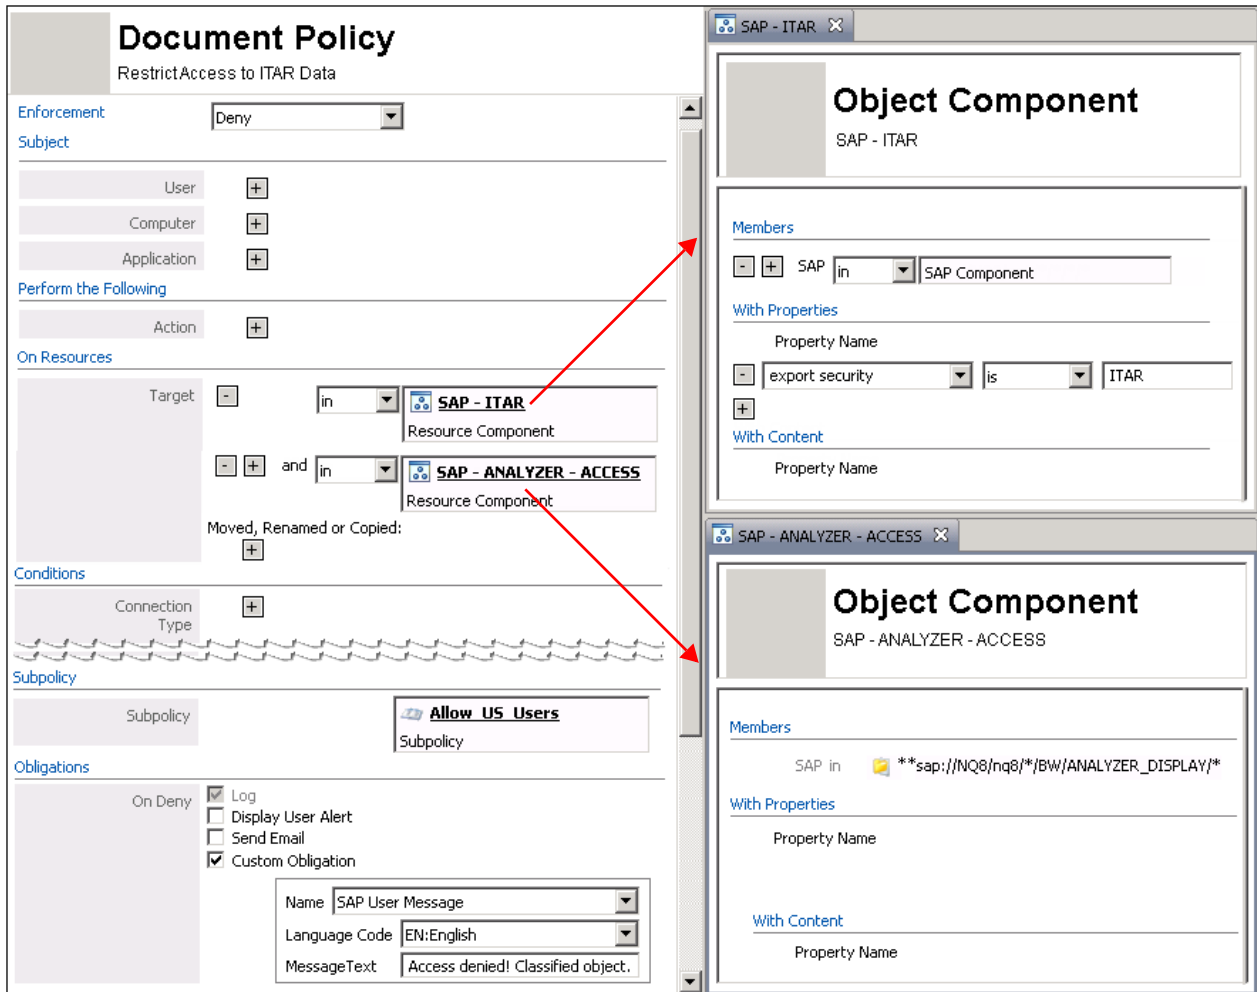 Document Policy
RestrictAccess to ITAR Data
Enforcement Deny
Subject
User +
Computer +
Application +
Perform the Following
Action +
On Resources
Target - in SAP - ITAR
Resource Component
- + and in SAP - ANALYZER - ACCESS
Resource Component
Moved, Renamed or Copied:
+
Conditions
Connection +
Type
Subpolicy
Subpolicy Allow US Users
Subpolicy
Obligations
On Deny Log
Display User Alert
Send Email
Custom Obligation
Name SAP User Message
Language Code EN:English
MessageText Access denied! Classified object.
SAP - ITAR
Object Component
SAP - ITAR
Members
- + SAP in SAP Component
With Properties
Property Name
- export security is ITAR
+
With Content
Property Name
SAP - ANALYZER - ACCESS
Object Component
SAP - ANALYZER - ACCESS
Members
SAP in **sap://NQ8/nq8/*/BW/ANALYZER_DISPLAY/*
With Properties
Property Name
With Content
Property Name